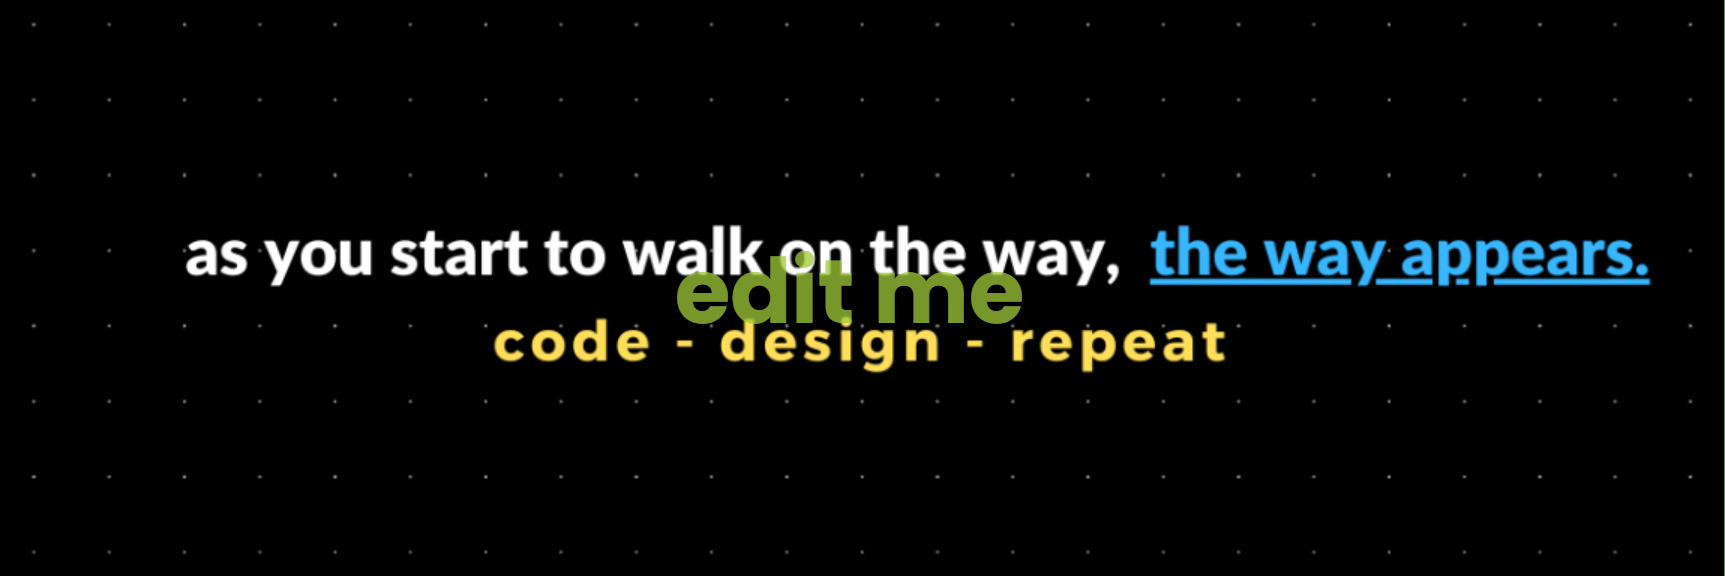 as you start to walk on the way, the way appears.
edit me
code - design - repeat